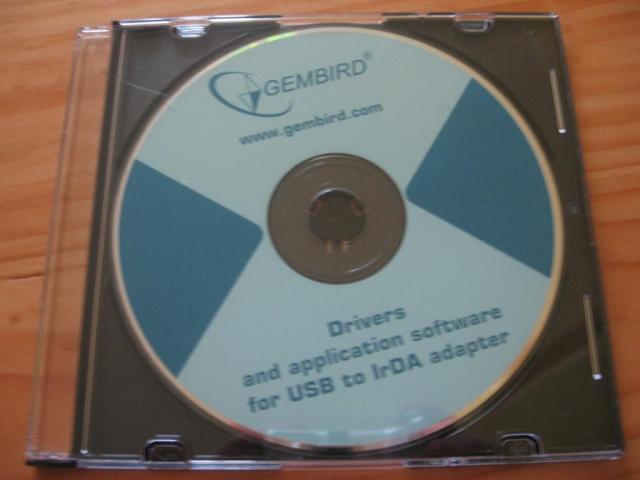 GEMBIRD®
www.gembird.com
Drivers
and application software
for USB to IrDA adapter